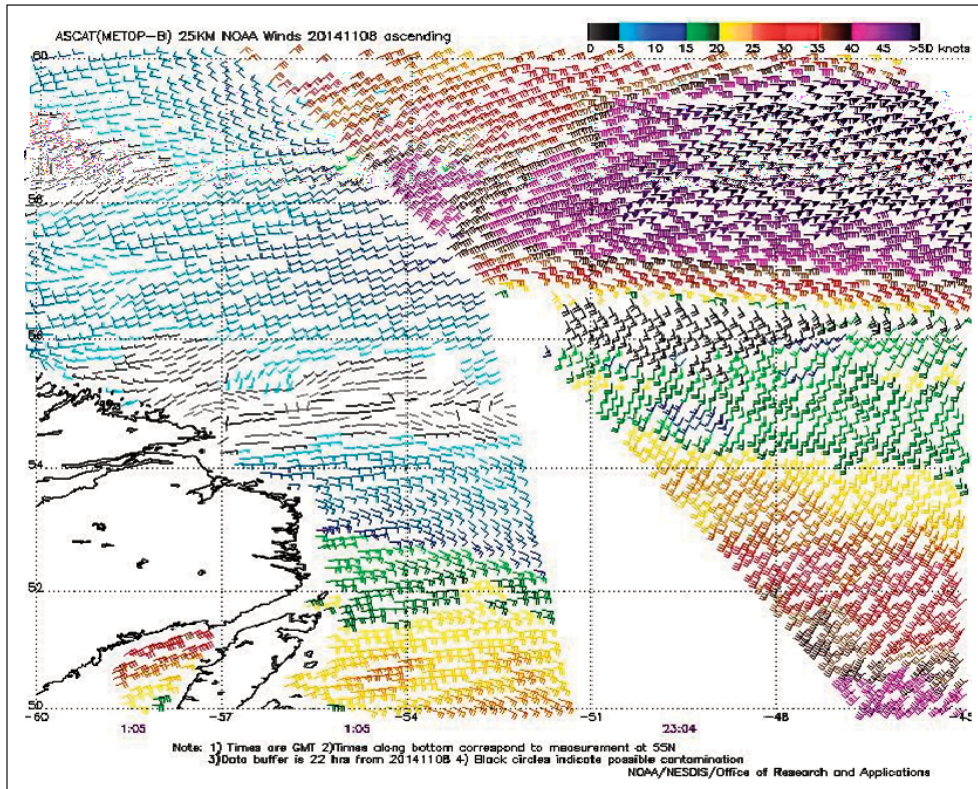 ASCAT(METOP-B) 25KM NOAA Winds 20141108 ascending
0 5 10 15 20 25 30 35 40 45 >50 knots
60
58
56
54
52
50
-60 -57 -54 -51 -48 -45
1:05 1:05 23:04
Note: 1) Times are GMT 2)Times along bottom correspond to measurement at 55N
3)Data buffer is 22 hrs from 20141108 4) Black circles indicate possible contamination
NOAA/NESDIS/Office of Research and Applications